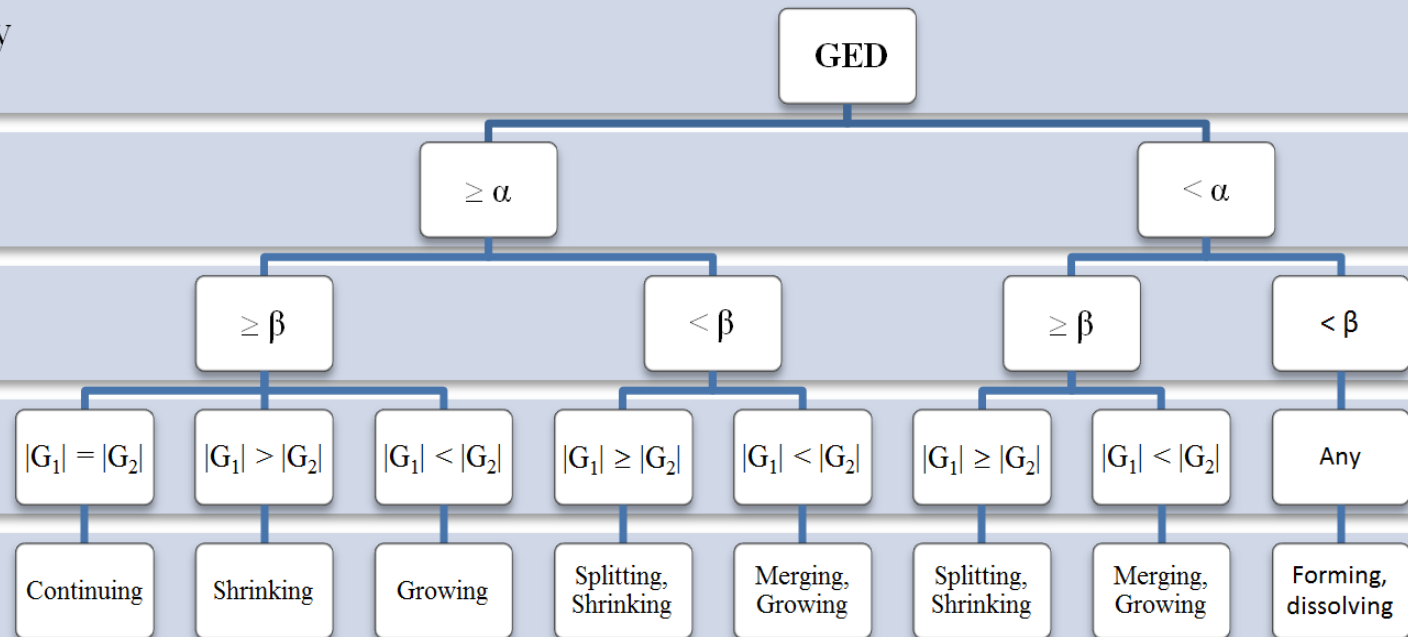 y
GED
≥ α
< α
≥ β
< β
≥ β
< β
|G₁| = |G₂|
|G₁| > |G₂|
|G₁| < |G₂|
|G₁| ≥ |G₂|
|G₁| < |G₂|
|G₁| ≥ |G₂|
|G₁| < |G₂|
Any
Continuing
Shrinking
Growing
Splitting,
Shrinking
Merging,
Growing
Splitting,
Shrinking
Merging,
Growing
Forming,
dissolving